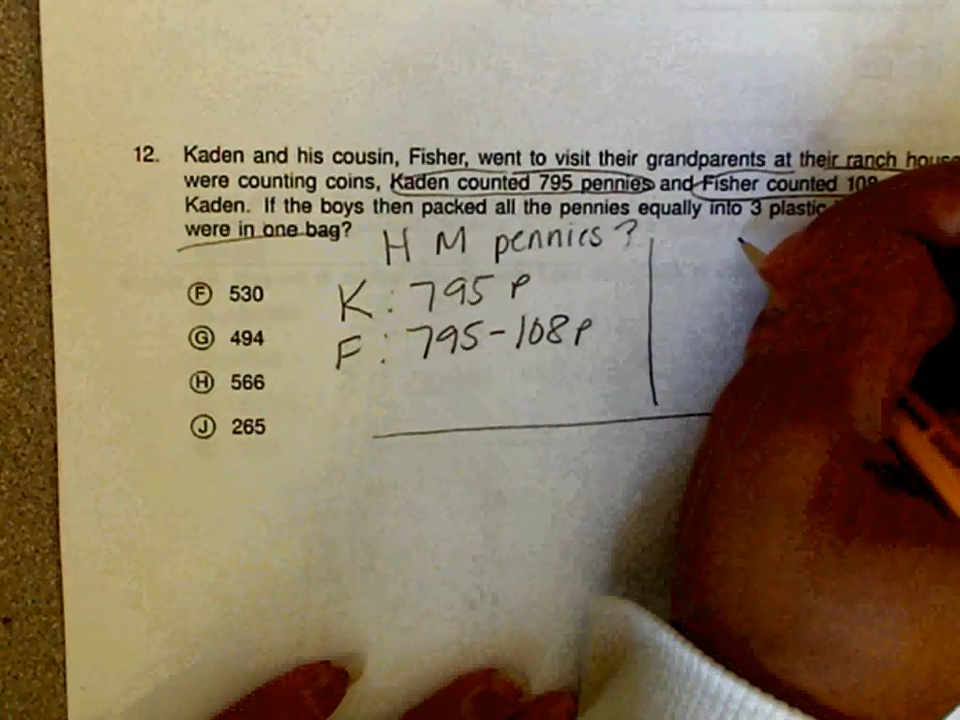 12. Kaden and his cousin, Fisher, went to visit their grandparents at their ranch house
were counting coins, Kaden counted 795 pennies and Fisher counted 108
Kaden. If the boys then packed all the pennies equally into 3 plastic
were in one bag?
H M pennies?
K: 795 P
F: 795-108P
F 530
G 494
H 566
J 265